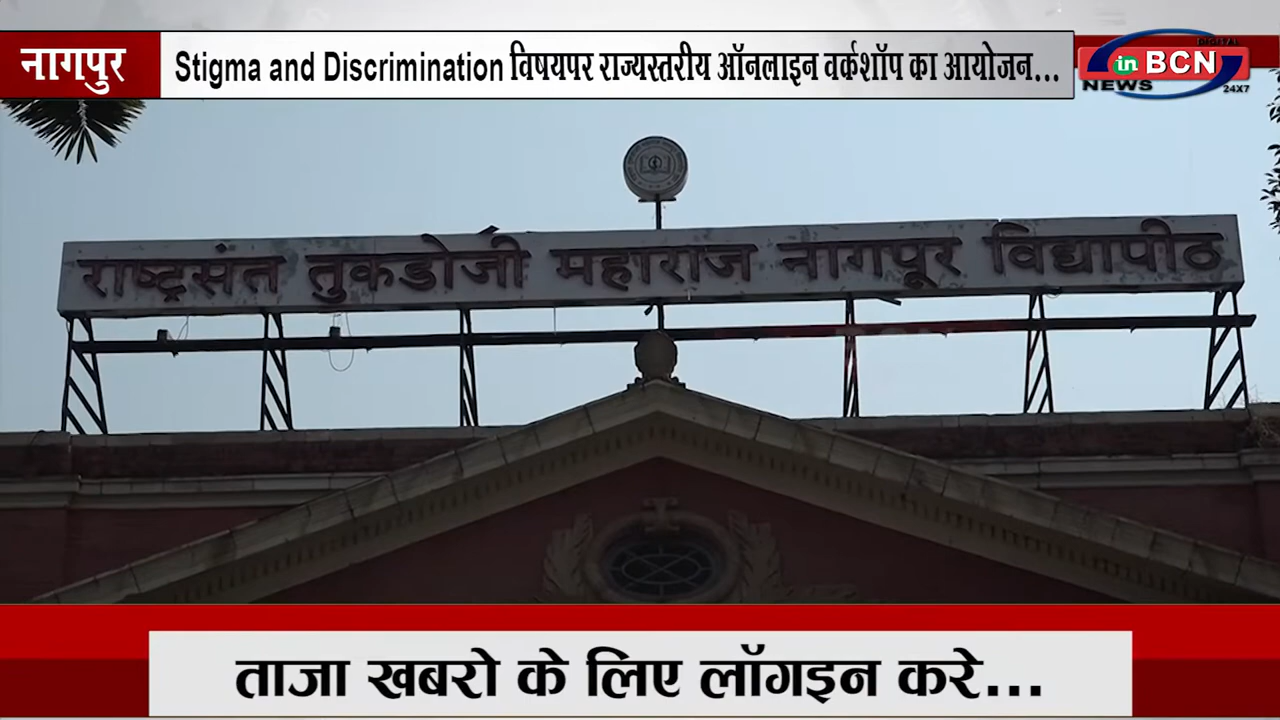 नागपुर
Stigma and Discrimination विषयपर राज्यस्तरीय ऑनलाइन वर्कशॉप का आयोजन...
DIGITAL
in BCN
NEWS 24X7
राष्ट्रसंत तुकडोजी महाराज नागपूर विद्यापीठ
ताजा खबरो के लिए लॉगइन करे...